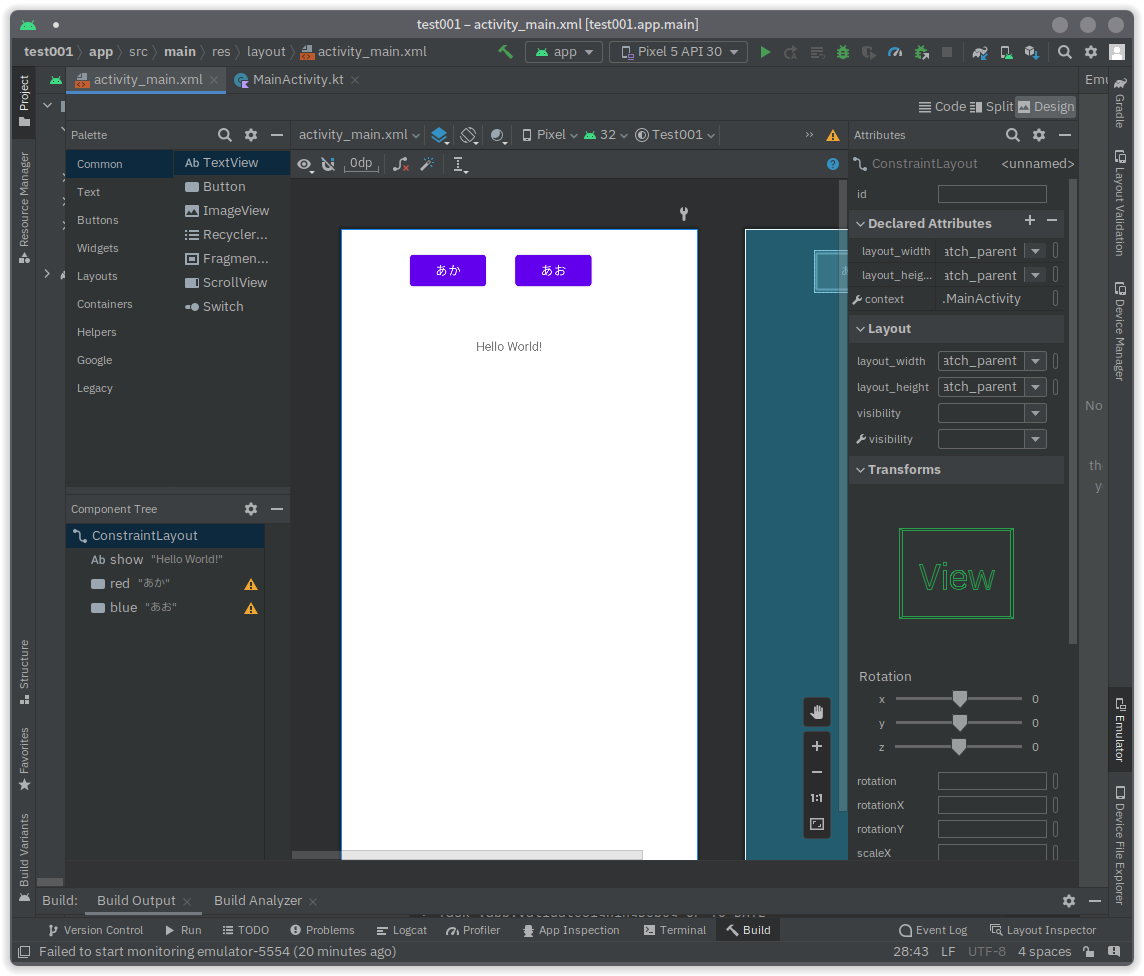 test001 – activity_main.xml [test001.app.main]
test001 app src main res layout activity_main.xml app Pixel 5 API 30
activity_main.xml MainActivity.kt Emu
Code Split Design
Palette activity_main.xml Pixel 32 Test001 » Attributes
0dp ConstraintLayout <unnamed>
Common
Text
Buttons
Widgets
Layouts
Containers
Helpers
Google
Legacy
Ab TextView
Button
ImageView
Recycler...
Fragmen...
ScrollView
Switch
あか あお
Hello World!
Component Tree
ConstraintLayout
Ab show "Hello World!"
red "あか"
blue "あお"
1:1
id
Declared Attributes
layout_width atch_parent
layout_heig... atch_parent
context .MainActivity
Layout
layout_width atch_parent
layout_height atch_parent
visibility
visibility
Transforms
View
Rotation
x 0
y 0
z 0
rotation
rotationX
rotationY
scaleX
No
th
y
Project
Resource Manager
Structure
Favorites
Build Variants
Gradle
Layout Validation
Device Manager
Emulator
Device File Explorer
Build: Build Output Build Analyzer
Version Control Run TODO Problems Logcat Profiler App Inspection Terminal Build Event Log Layout Inspector
Failed to start monitoring emulator-5554 (20 minutes ago) 28:43 LF UTF-8 4 spaces